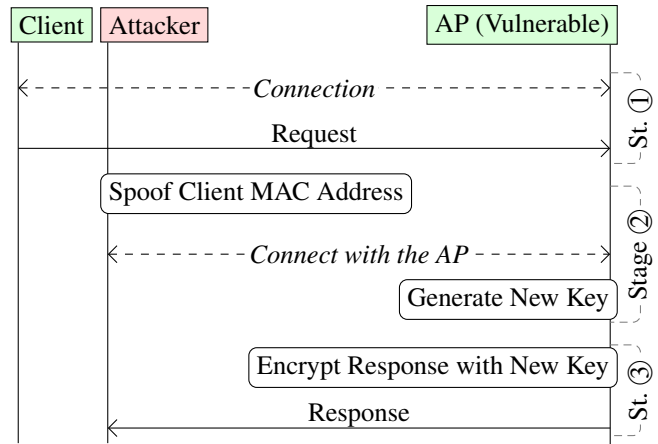 Client Attacker AP (Vulnerable)
Connection
Request
St. ①
Spoof Client MAC Address
Connect with the AP
Generate New Key
Stage ②
Encrypt Response with New Key
Response
St. ③